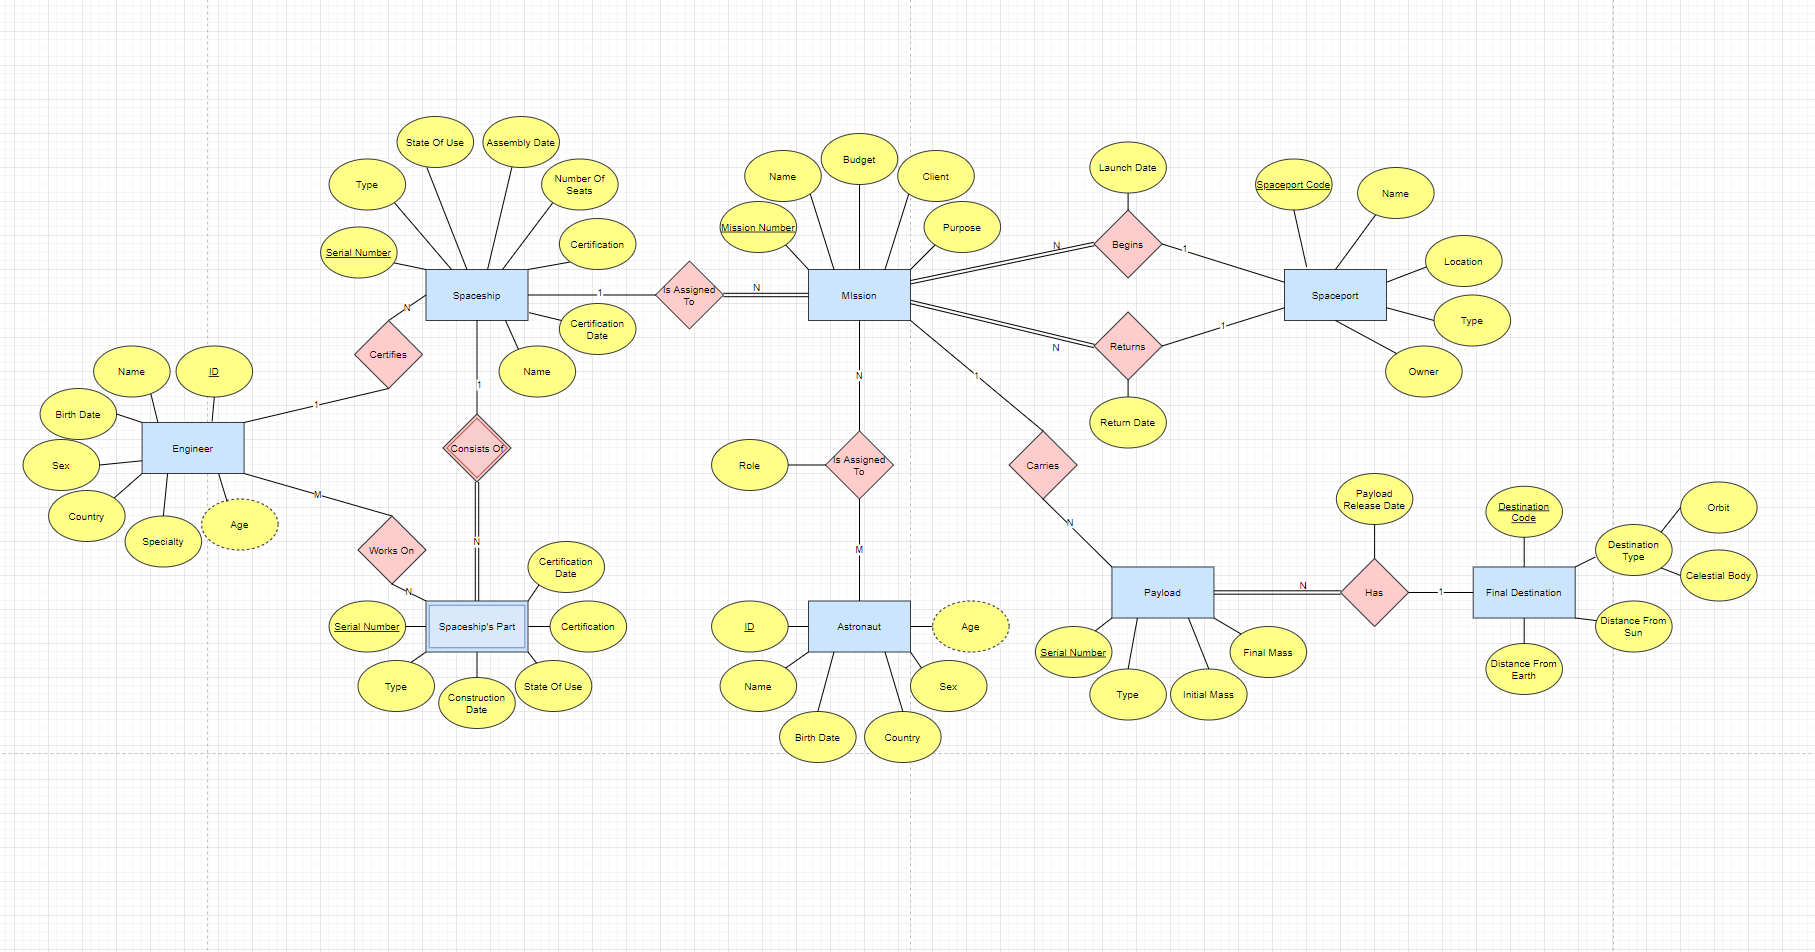 State Of Use
Assembly Date
Type
Number Of
Seats
Serial Number
Certification
Spaceship
Certification
Date
Name
N
1
Is Assigned
To
N
Name
Budget
Client
Mission Number
Purpose
MIssion
Launch Date
N
Begins
1
Spaceport Code
Name
Location
Spaceport
Type
Owner
N
Returns
1
Return Date
Certifies
1
Name
ID
Birth Date
Engineer
Sex
Country
Specialty
Age
M
Works On
N
1
Consists Of
N
Certification
Date
Serial Number
Spaceship's Part
Certification
Type
Construction
Date
State Of Use
N
Role
Is Assigned
To
M
ID
Astronaut
Age
Name
Sex
Birth Date
Country
1
Carries
N
Payload
Serial Number
Type
Initial Mass
Final Mass
N
Payload
Release Date
Has
1
Destination
Code
Final Destination
Destination
Type
Orbit
Celestial Body
Distance From
Sun
Distance From
Earth